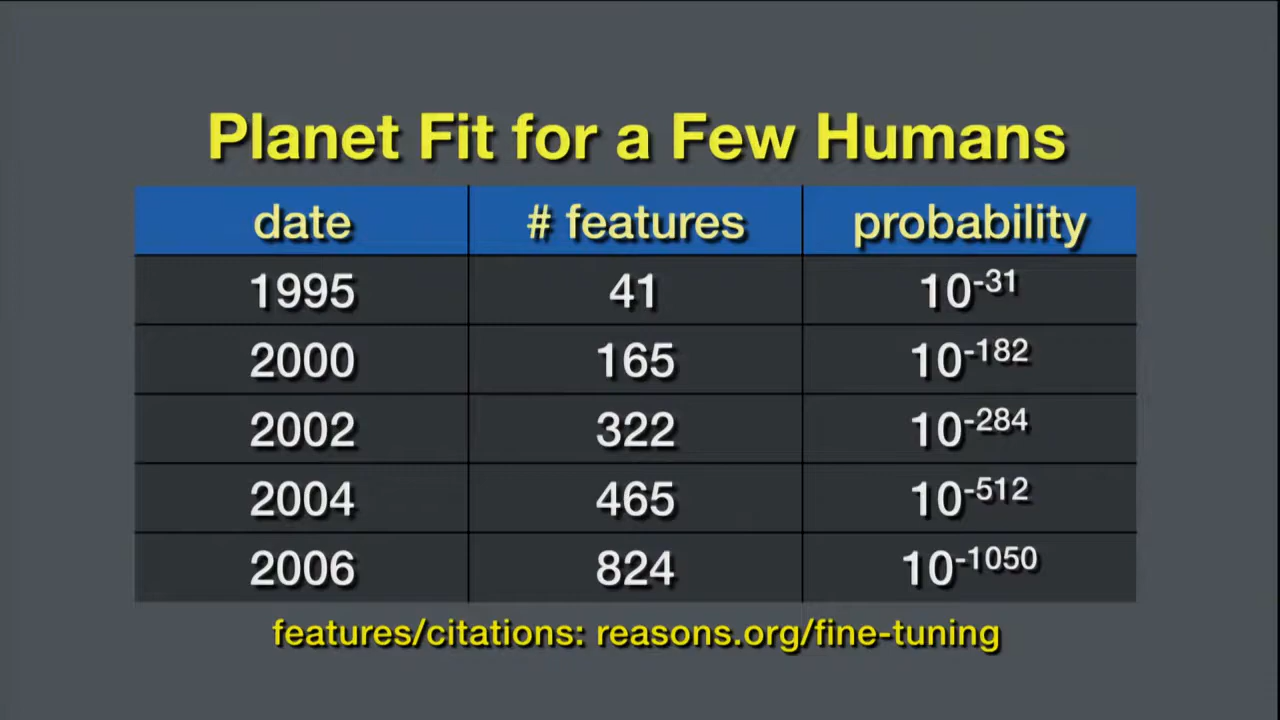 Planet Fit for a Few Humans
date # features probability
1995 41 10⁻³¹
2000 165 10⁻¹⁸²
2002 322 10⁻²⁸⁴
2004 465 10⁻⁵¹²
2006 824 10⁻¹⁰⁵⁰
features/citations: reasons.org/fine-tuning